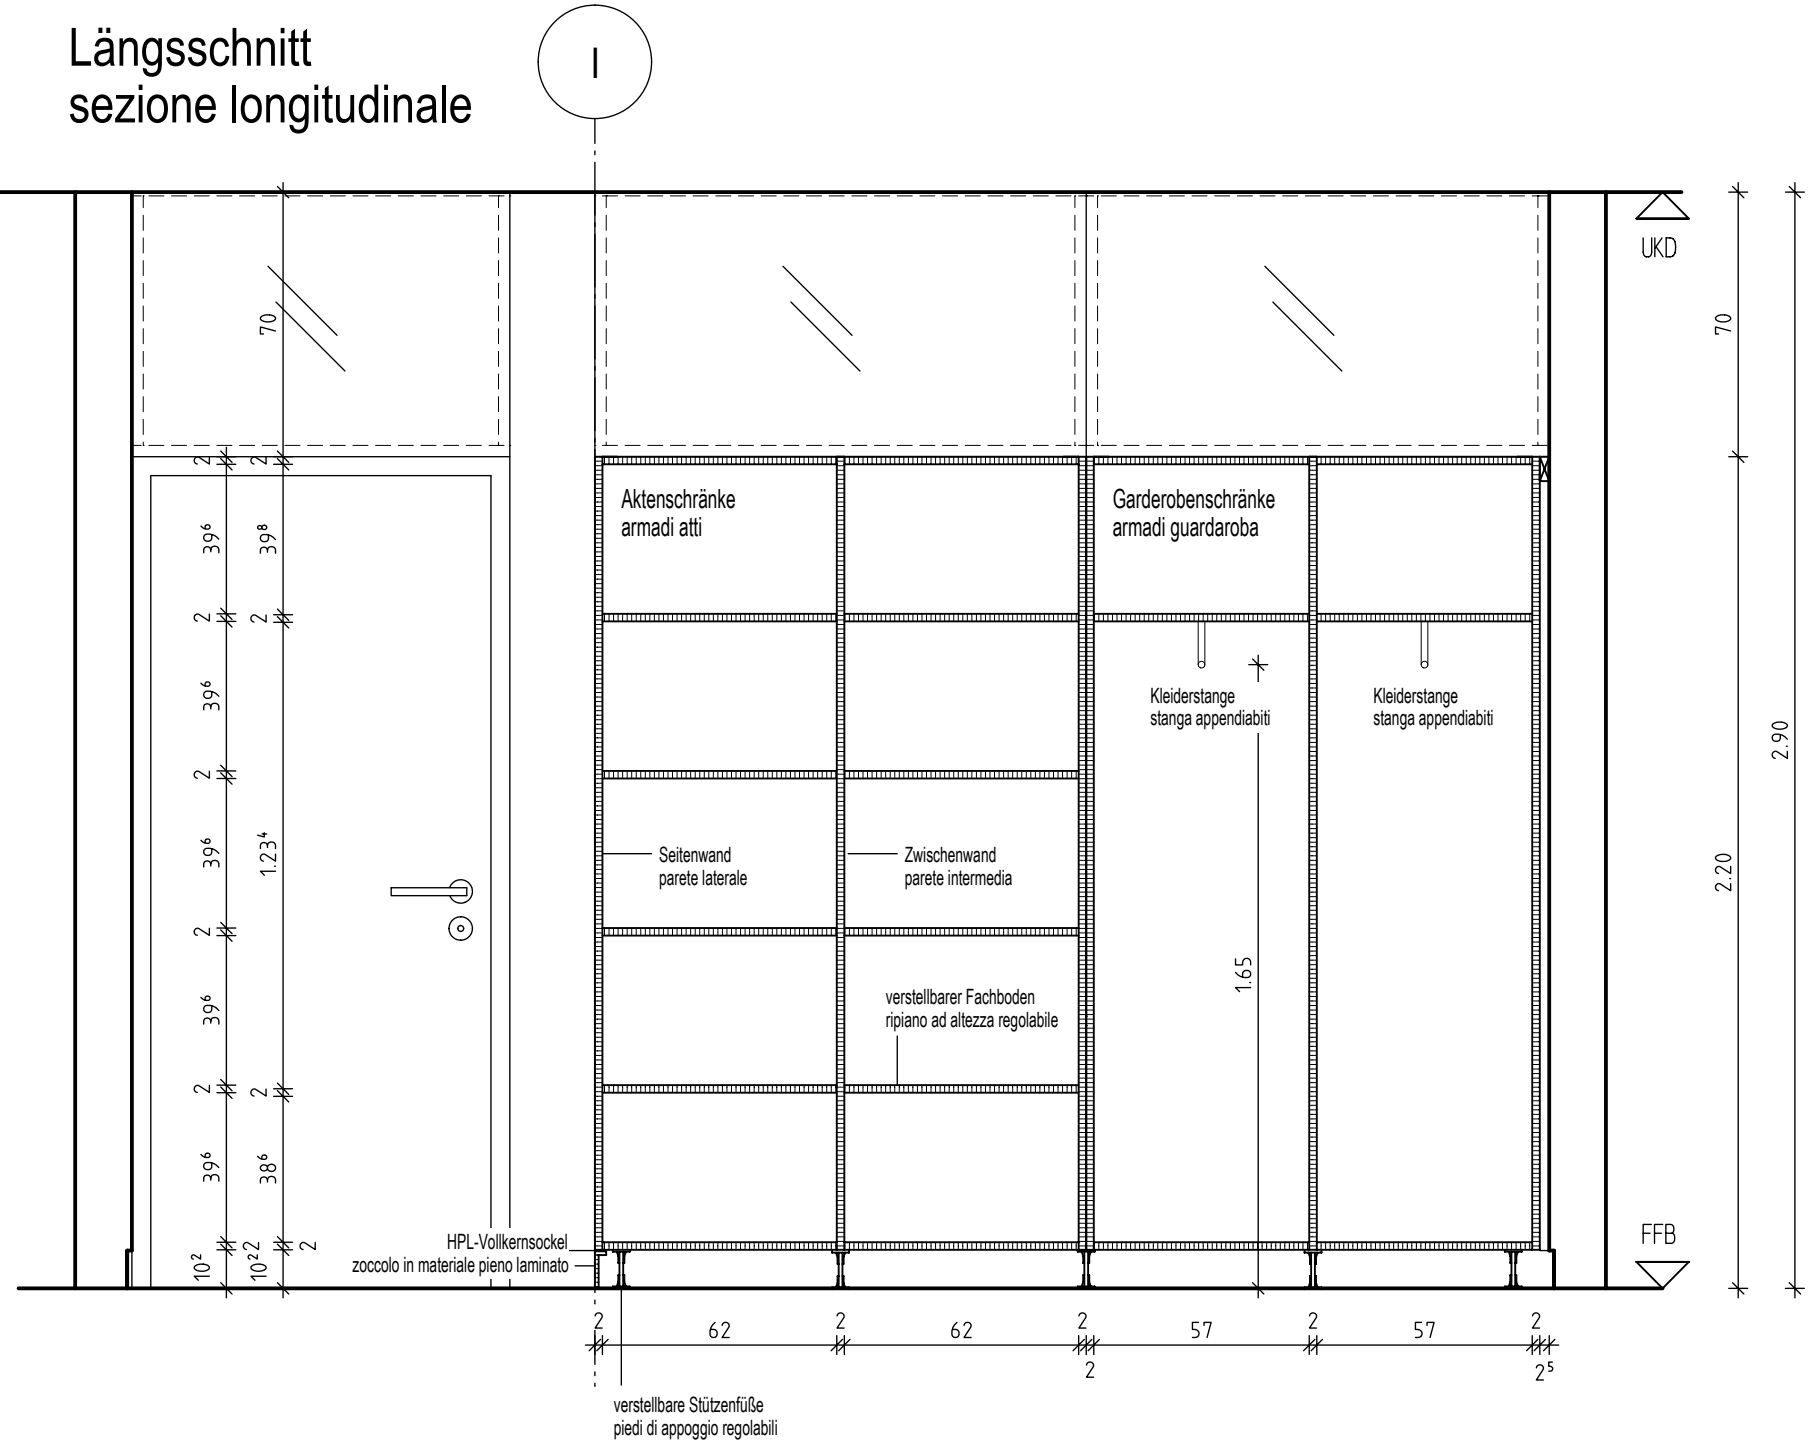 Längsschnitt
sezione longitudinale
I
UKD
70
70
2.90
2
2
Aktenschränke
armadi atti
Garderobenschränke
armadi guardaroba
39⁶
39⁸
2
2
39⁶
Kleiderstange
stanga appendiabiti
Kleiderstange
stanga appendiabiti
2
39⁶
1.23⁴
Seitenwand
parete laterale
Zwischenwand
parete intermedia
2.20
2
39⁶
1.65
verstellbarer Fachboden
ripiano ad altezza regolabile
2
2
39⁶
38⁶
HPL-Vollkernsockel
zoccolo in materiale pieno laminato
2
2
10²
10²
FFB
2
62
2
62
2
2
57
2
57
2
2⁵
verstellbare Stützenfüße
piedi di appoggio regolabili